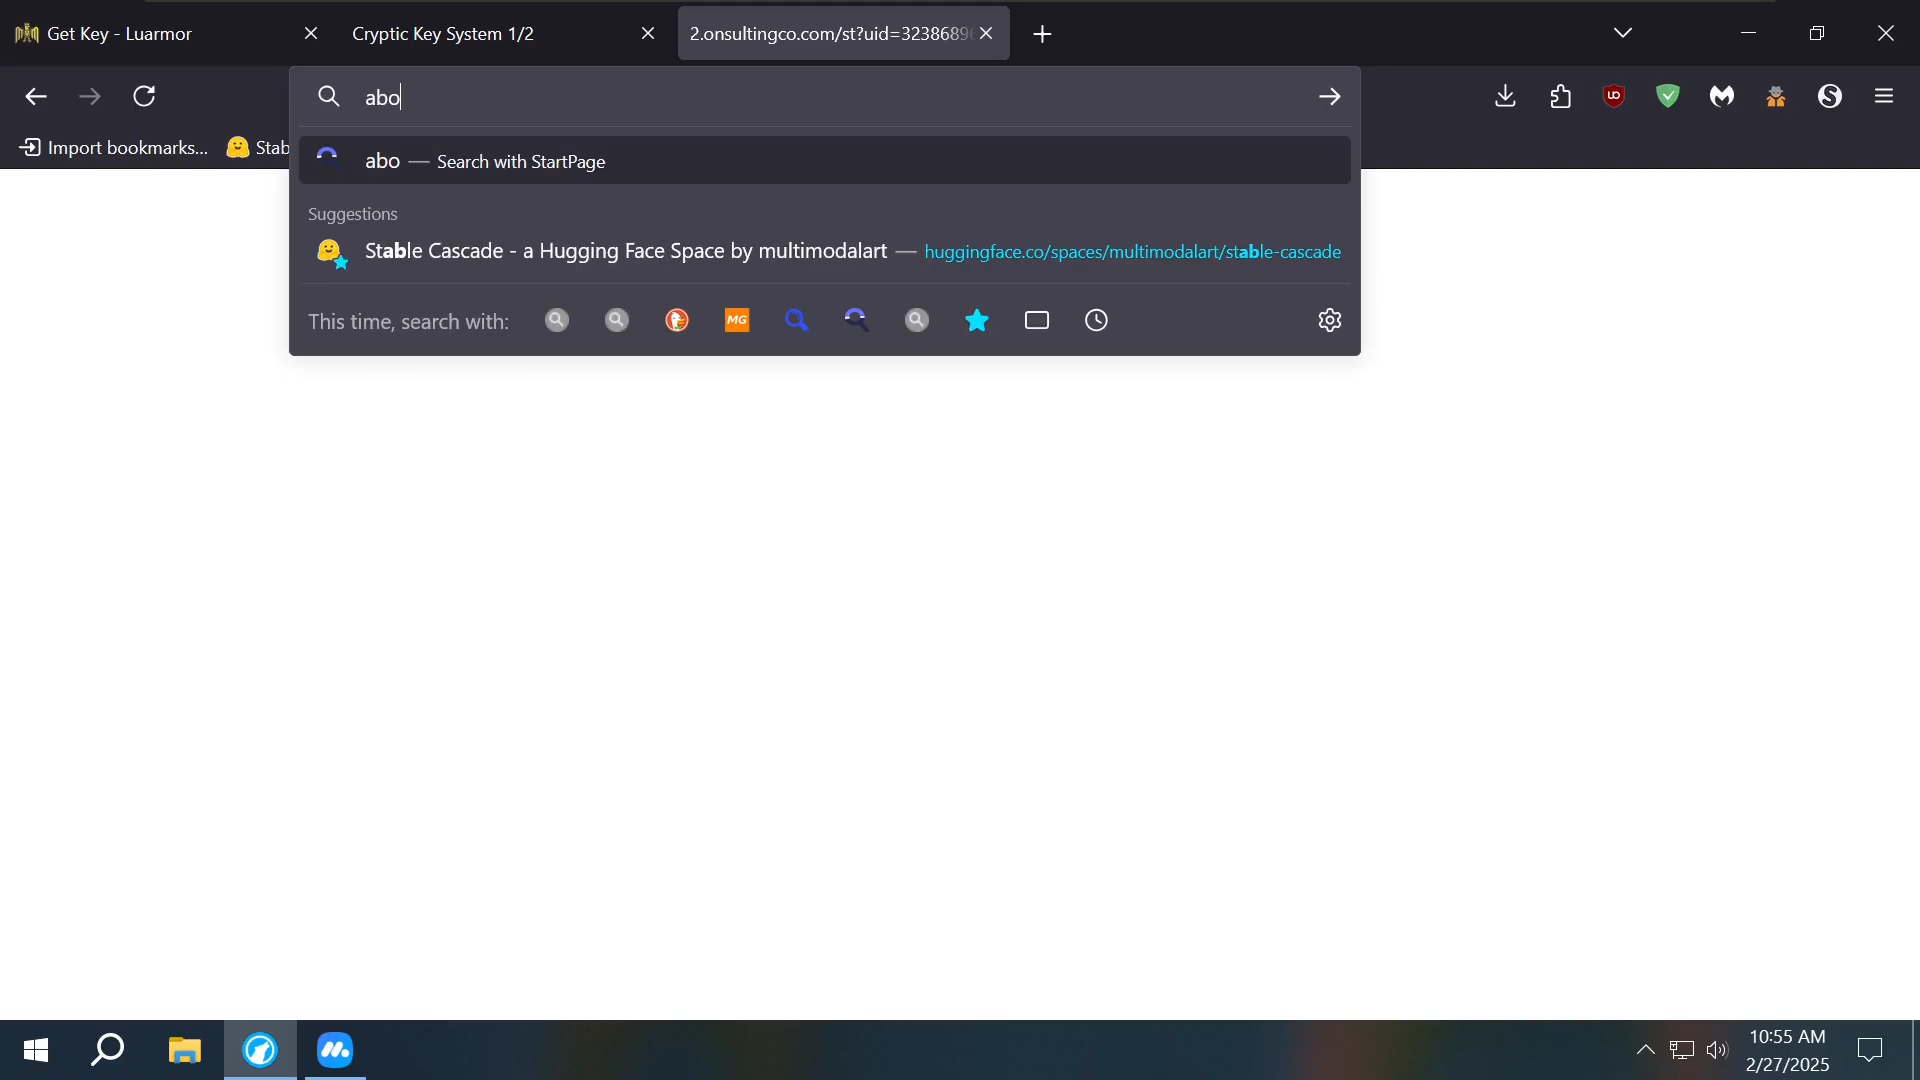 Get Key - Luarmor
Cryptic Key System 1/2
2.onsultingco.com/st?uid=3238689
abo
Import bookmarks...
Stab
abo — Search with StartPage
Suggestions
Stable Cascade - a Hugging Face Space by multimodalart — huggingface.co/spaces/multimodalart/stable-cascade
This time, search with:
MG
10:55 AM
2/27/2025